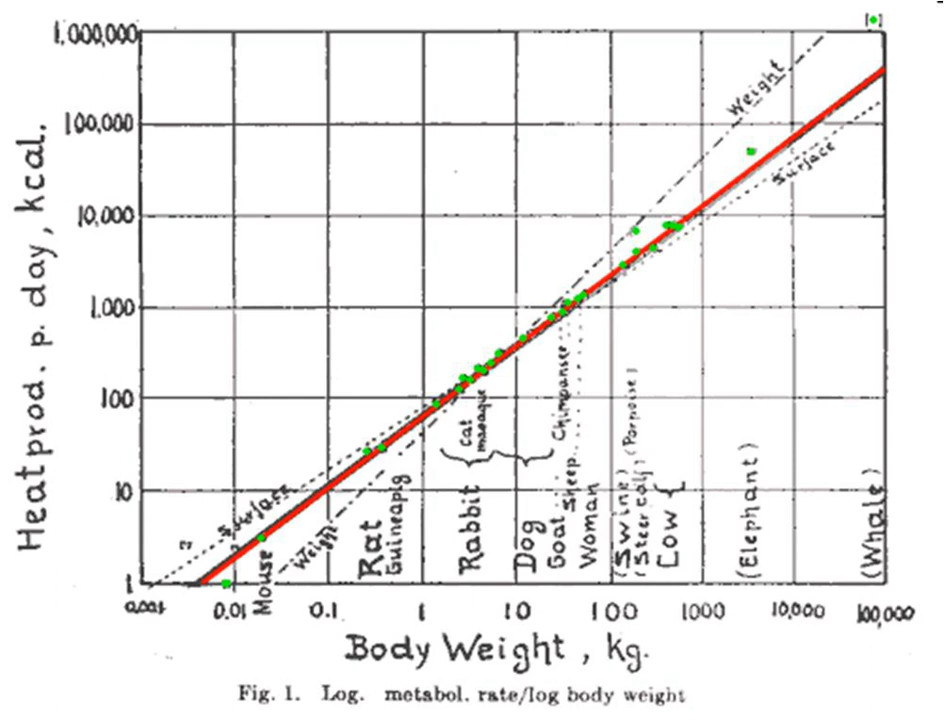 Heatprod. p. day, kcal.
1,000,000
100,000
10,000
1.000
100
10
1
0.001
0.01
0.1
1
10
100
1000
10,000
100,000
Weight
Surface
Surface
Weight
Mouse
Rat
Guineapig
Rabbit
Cat
macaque
Dog
Goat
Chimpansee
Sheep
Woman
(Swine)
(Steer calf)
(Porpoise)
Cow
(Elephant)
(Whale)
Body Weight, kg.
Fig. 1. Log. metabol. rate/log body weight